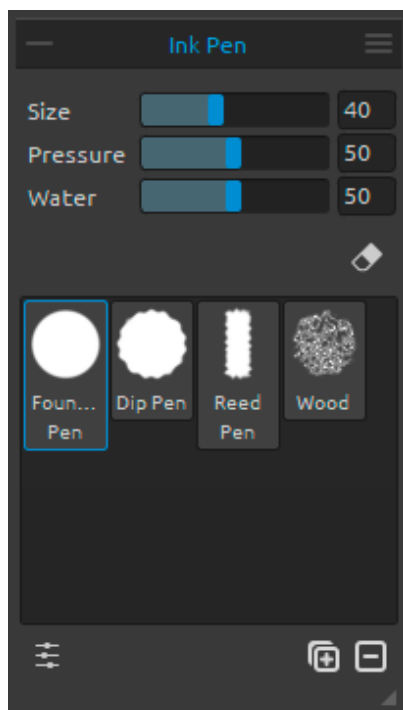 Ink Pen
Size 40
Pressure 50
Water 50
Foun... Dip Pen Reed Wood
Pen Pen